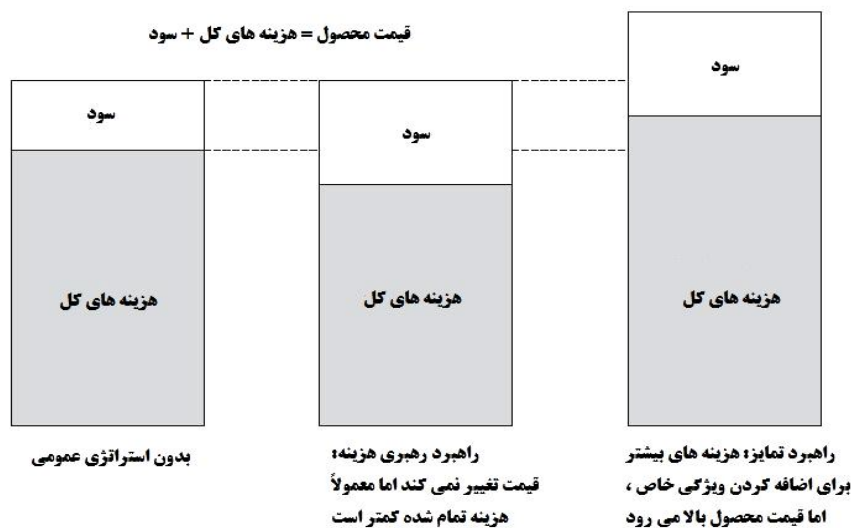 قیمت محصول = هزینه های کل + سود
سود
سود
سود
هزینه های کل
هزینه های کل
هزینه های کل
راهبرد تمایز: هزینه های بیشتر
برای اضافه کردن ویژگی خاص ،
اما قیمت محصول بالا می رود
راهبرد رهبری هزینه:
قیمت تغییر نمی کند اما معمولاً
هزینه تمام شده کمتر است
بدون استراتژی عمومی